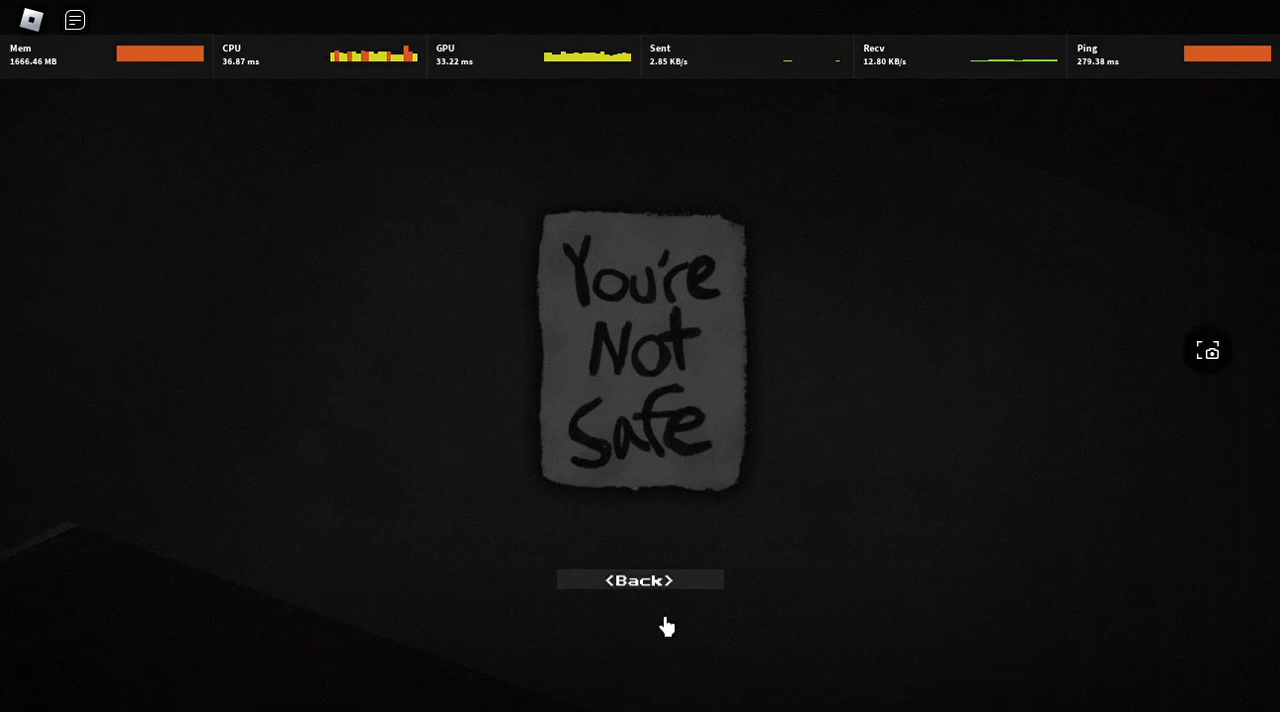 Mem
1666.46 MB
CPU
36.87 ms
GPU
33.22 ms
Sent
2.85 KB/s
Recv
12.80 KB/s
Ping
279.38 ms
You're
Not
Safe
<Back>